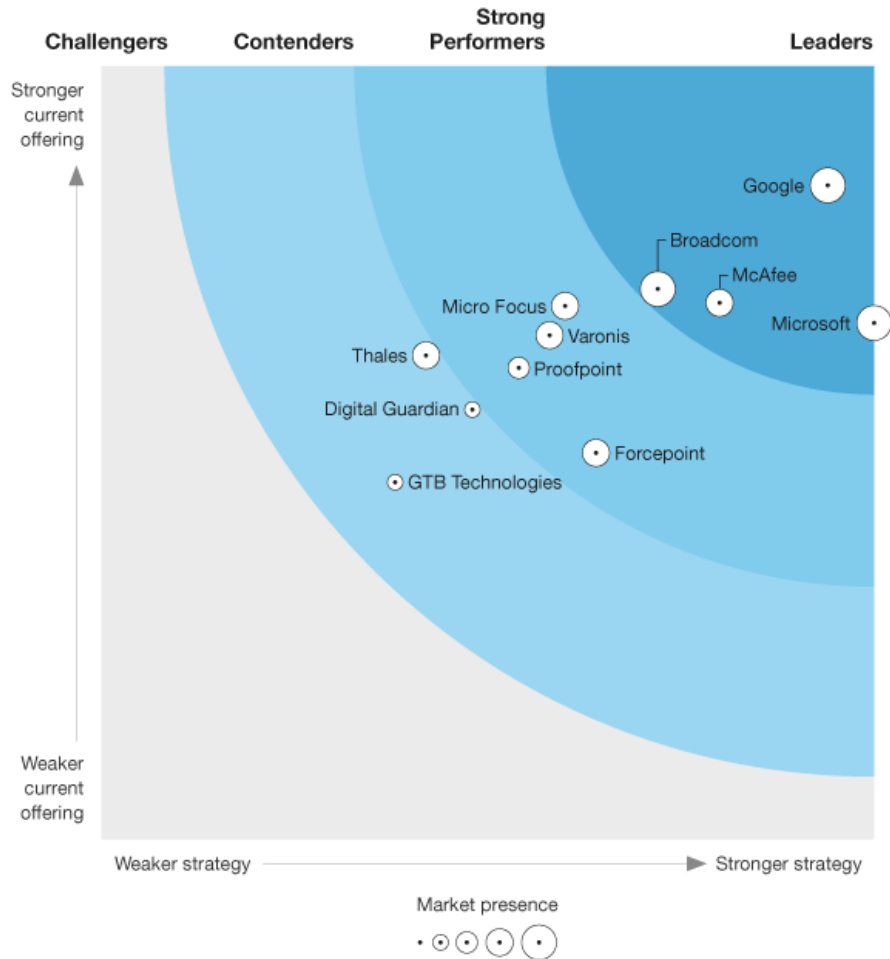 Strong
Challengers Contenders Performers Leaders
Stronger
current
offering
Google
Broadcom
McAfee
Micro Focus
Microsoft
Varonis
Thales
Proofpoint
Digital Guardian
Forcepoint
GTB Technologies
Weaker
current
offering
Weaker strategy Stronger strategy
Market presence